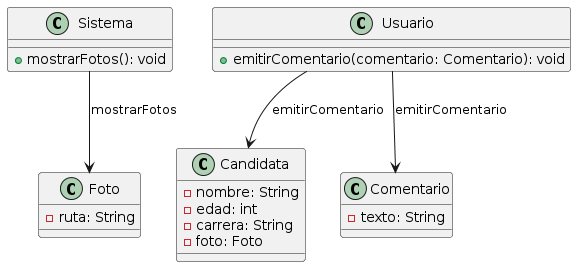 C Sistema
mostrarFotos(): void
C Usuario
emitirComentario(comentario: Comentario): void
mostrarFotos
emitirComentario
emitirComentario
C Foto
ruta: String
C Candidata
nombre: String
edad: int
carrera: String
foto: Foto
C Comentario
texto: String